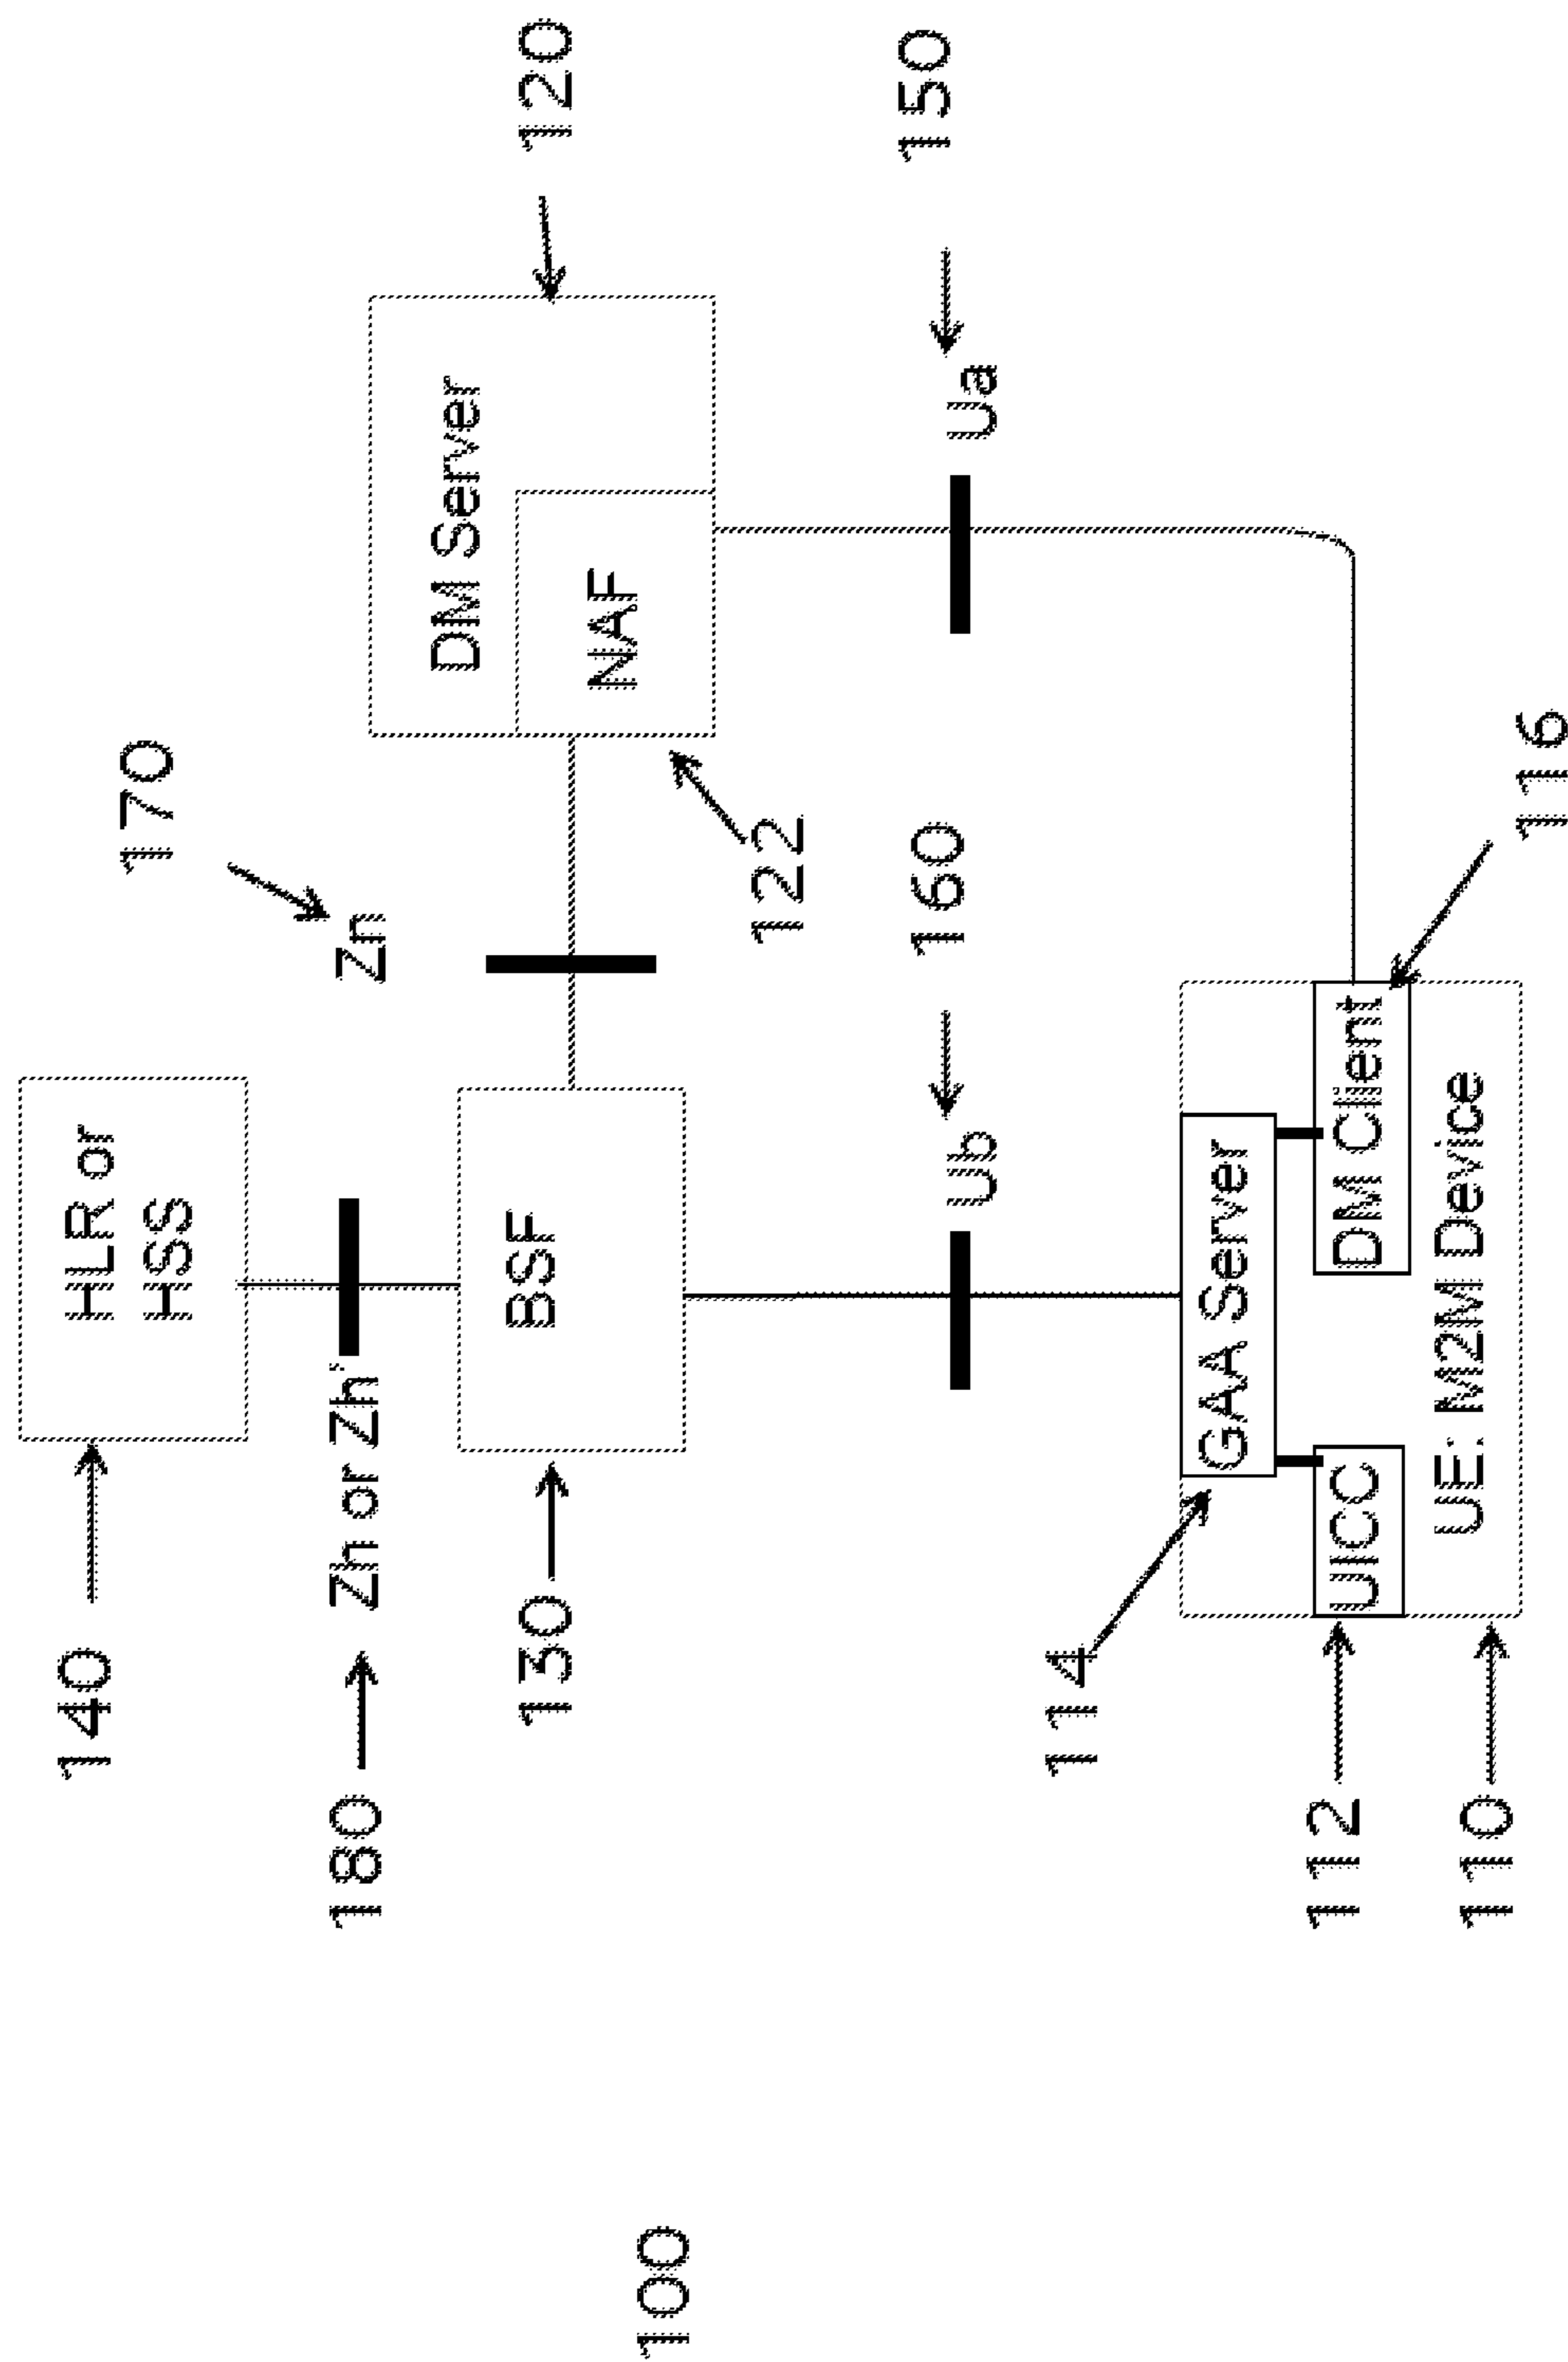 100
140
HLR or
HSS
180
Zh or Zh'
170
Zn
130
BSF
120
DM Server
NAF
122
160
Ub
150
Ua
114
GAA Server
112
UICC
116
DM Client
110
UE: M2M Device